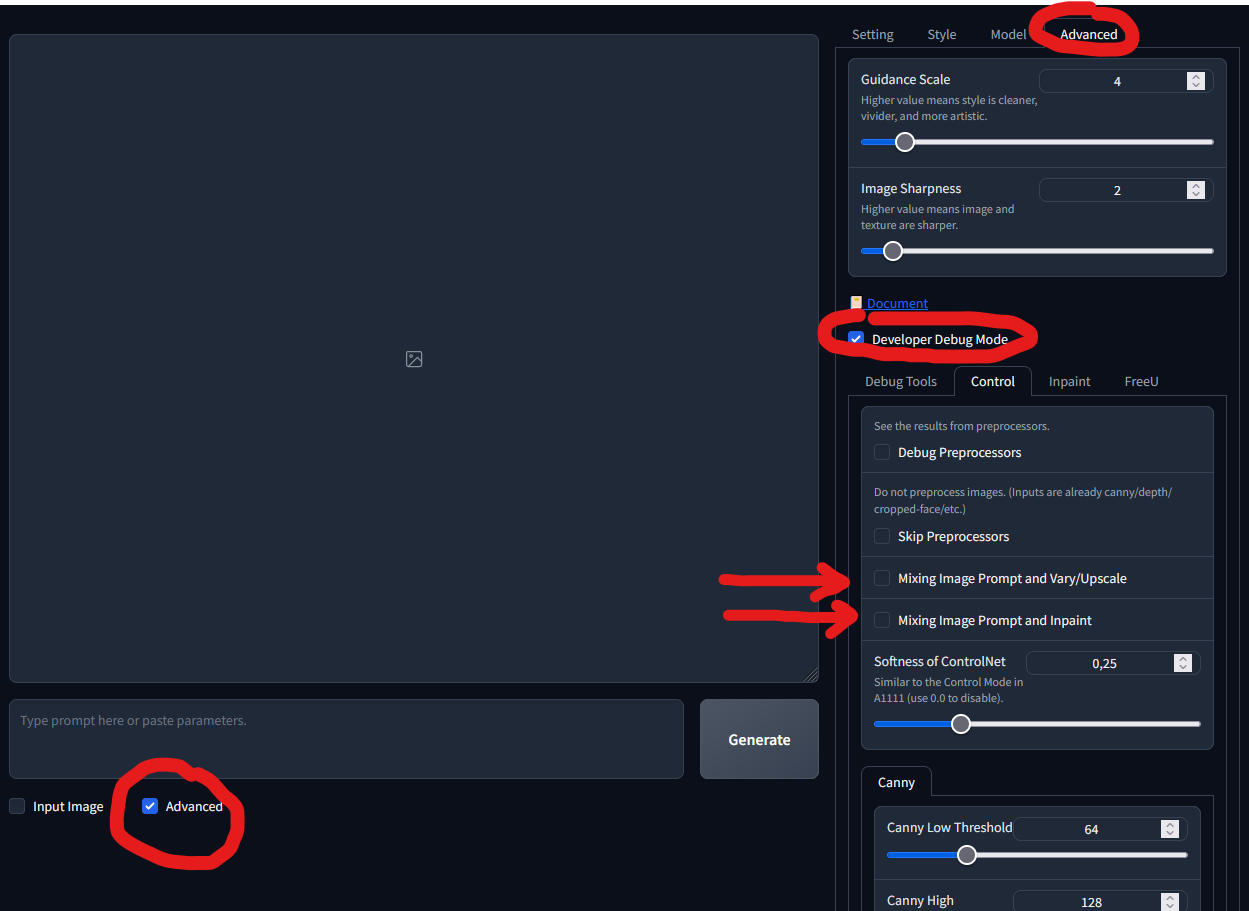 Setting Style Model Advanced
Guidance Scale 4
Higher value means style is cleaner,
vivider, and more artistic.
Image Sharpness 2
Higher value means image and
texture are sharper.
Document
Developer Debug Mode
Debug Tools Control Inpaint FreeU
See the results from preprocessors.
Debug Preprocessors
Do not preprocess images. (Inputs are already canny/depth/
cropped-face/etc.)
Skip Preprocessors
Mixing Image Prompt and Vary/Upscale
Mixing Image Prompt and Inpaint
Softness of ControlNet 0,25
Similar to the Control Mode in
A1111 (use 0.0 to disable).
Type prompt here or paste parameters.
Generate
Input Image Advanced
Canny
Canny Low Threshold 64
Canny High 128